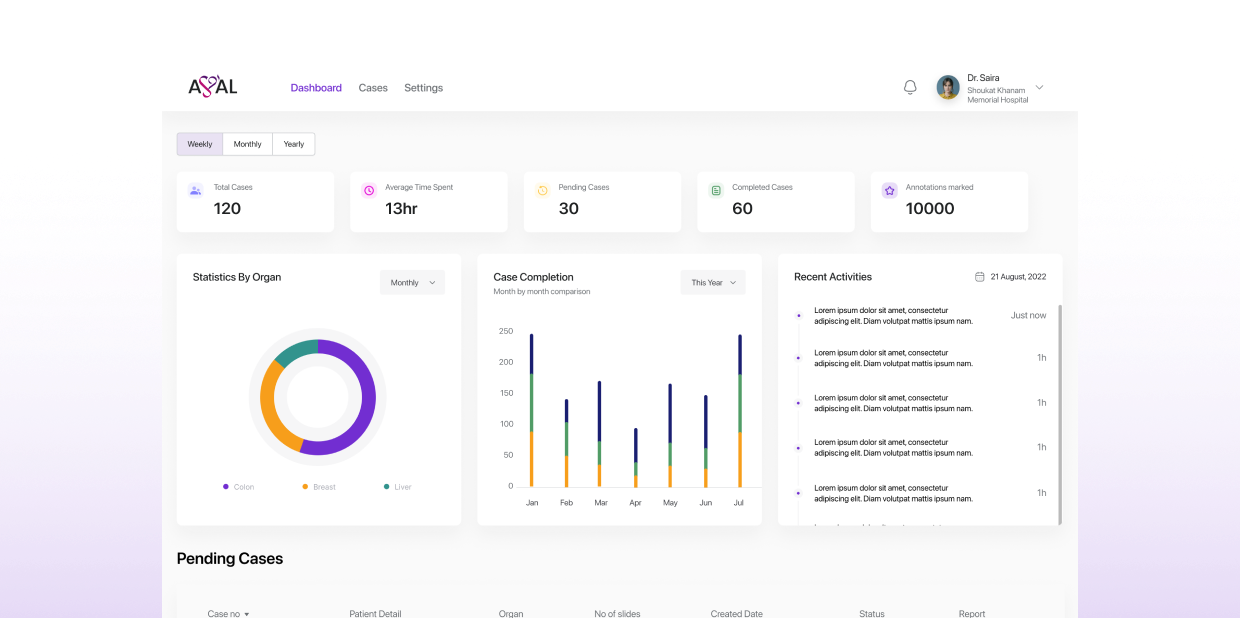 Dashboard Cases Settings
Dr. Saira
Shoukat Khanam
Memorial Hospital
Weekly Monthly Yearly
Total Cases
120
Average Time Spent
13hr
Pending Cases
30
Completed Cases
60
Annotations marked
10000
Statistics By Organ
Monthly
Colon Breast Liver
Case Completion
Month by month comparison
This Year
250
200
150
100
50
0
Jan Feb Mar Apr May Jun Jul
Recent Activities
21 August, 2022
Lorem ipsum dolor sit amet, consectetur
adipiscing elit. Diam volutpat mattis ipsum nam.
Just now
Lorem ipsum dolor sit amet, consectetur
adipiscing elit. Diam volutpat mattis ipsum nam.
1h
Lorem ipsum dolor sit amet, consectetur
adipiscing elit. Diam volutpat mattis ipsum nam.
1h
Lorem ipsum dolor sit amet, consectetur
adipiscing elit. Diam volutpat mattis ipsum nam.
1h
Lorem ipsum dolor sit amet, consectetur
adipiscing elit. Diam volutpat mattis ipsum nam.
1h
Pending Cases
Case no Patient Detail Organ No of slides Created Date Status Report